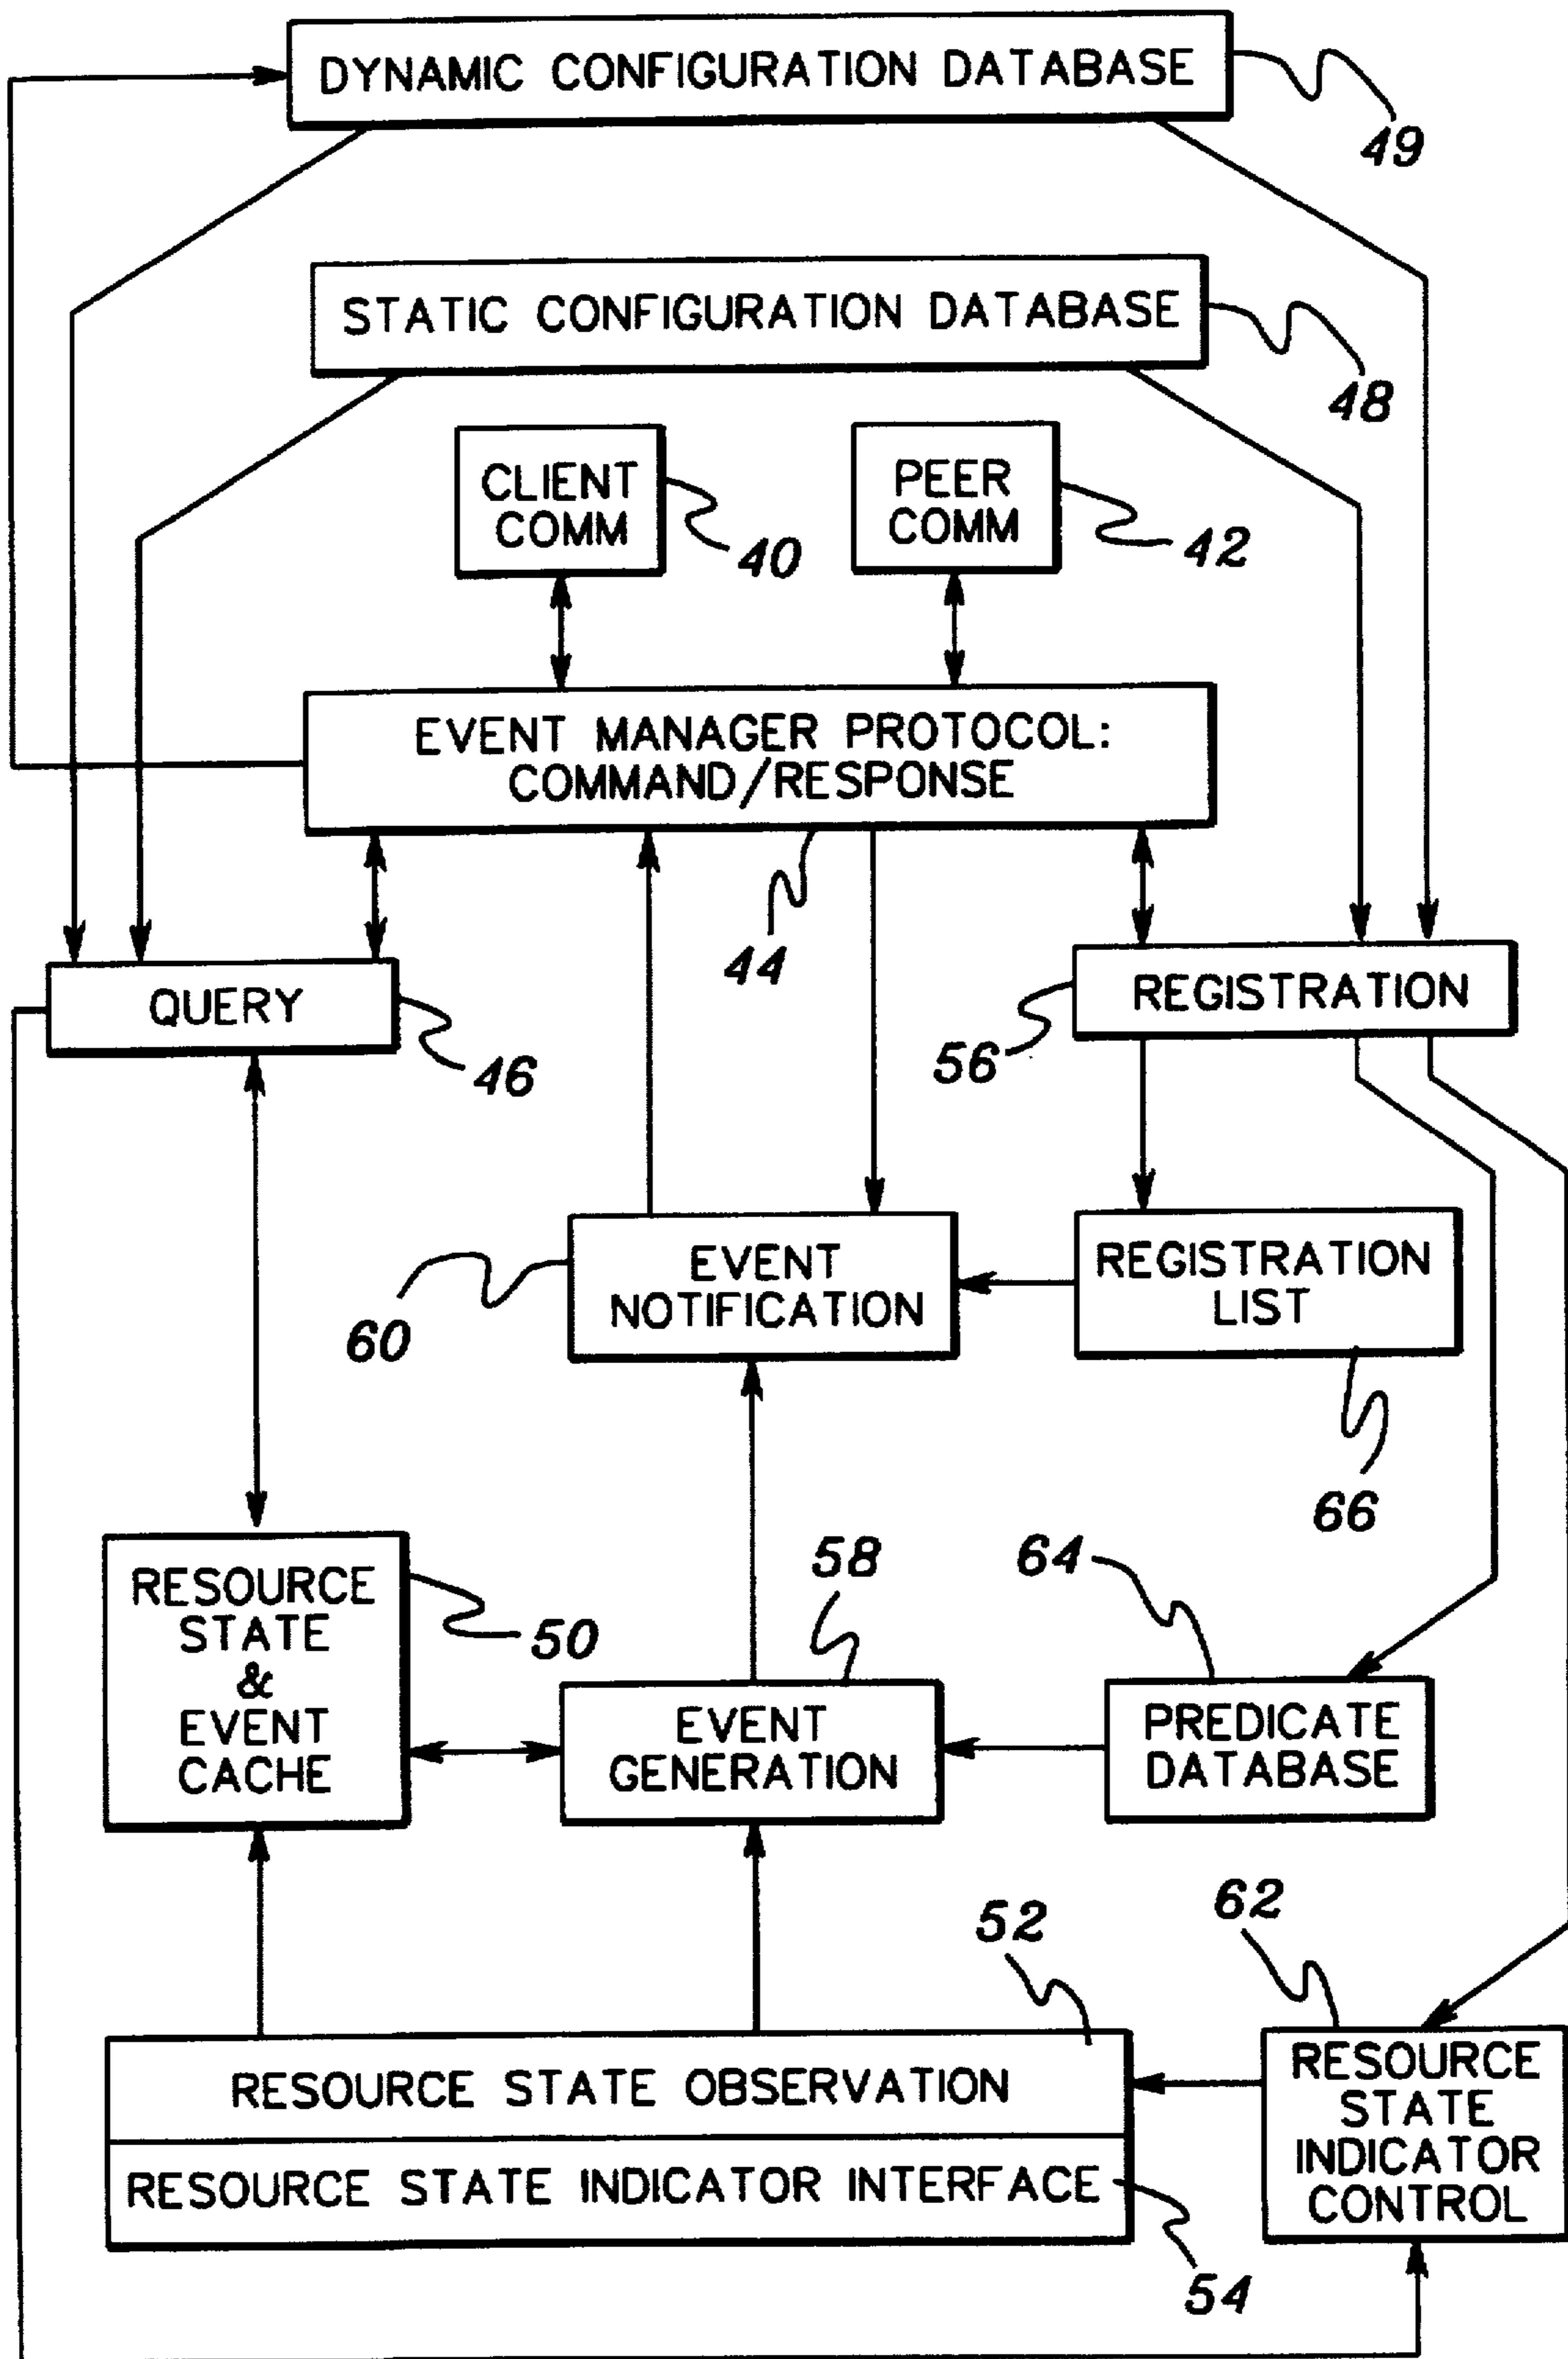 DYNAMIC CONFIGURATION DATABASE
49
STATIC CONFIGURATION DATABASE
48
CLIENT
COMM
40
PEER
COMM
42
EVENT MANAGER PROTOCOL:
COMMAND/RESPONSE
44
QUERY
46
56
REGISTRATION
60
EVENT
NOTIFICATION
REGISTRATION
LIST
66
RESOURCE
STATE
&
EVENT
CACHE
50
58
EVENT
GENERATION
64
PREDICATE
DATABASE
52
62
RESOURCE STATE OBSERVATION
RESOURCE STATE INDICATOR INTERFACE
54
RESOURCE
STATE
INDICATOR
CONTROL